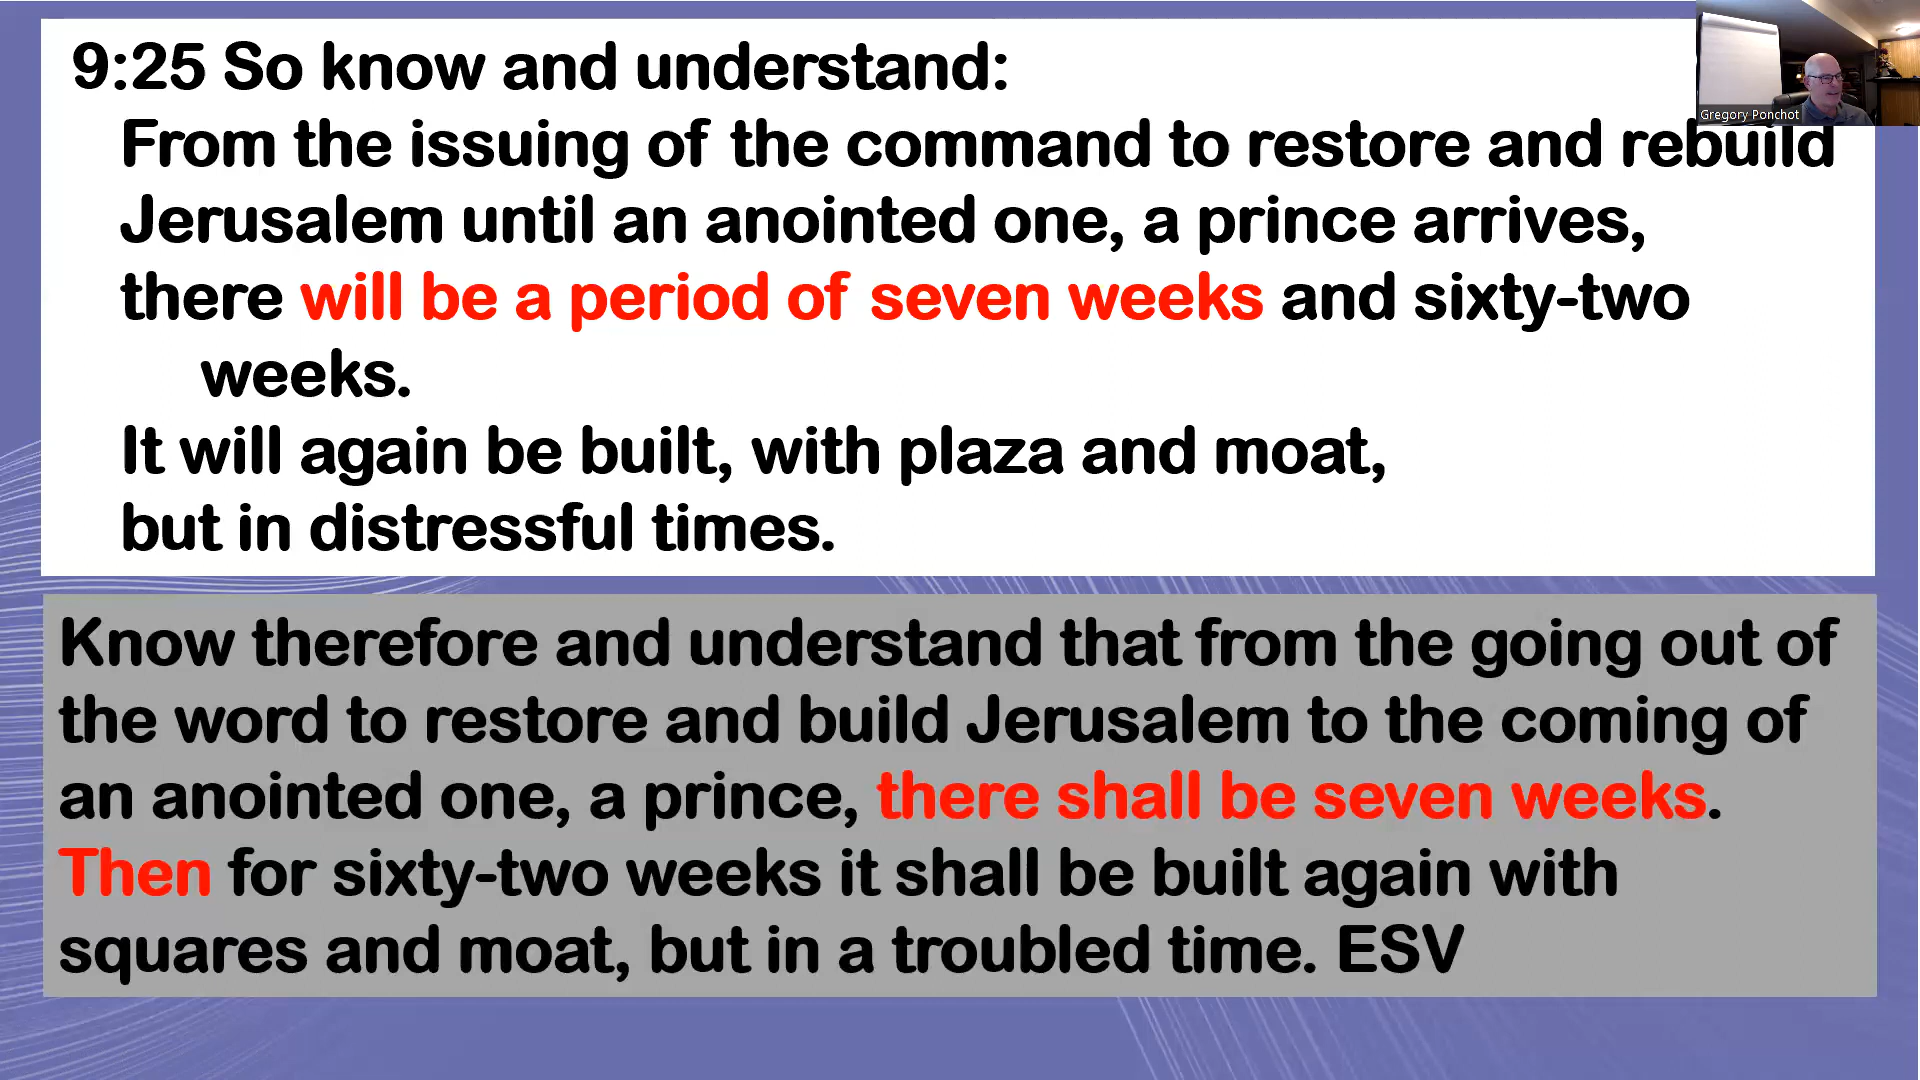 9:25 So know and understand:
From the issuing of the command to restore and rebuild
Jerusalem until an anointed one, a prince arrives,
there will be a period of seven weeks and sixty-two
weeks.
It will again be built, with plaza and moat,
but in distressful times.
Know therefore and understand that from the going out of
the word to restore and build Jerusalem to the coming of
an anointed one, a prince, there shall be seven weeks.
Then for sixty-two weeks it shall be built again with
squares and moat, but in a troubled time. ESV
Gregory Ponchot